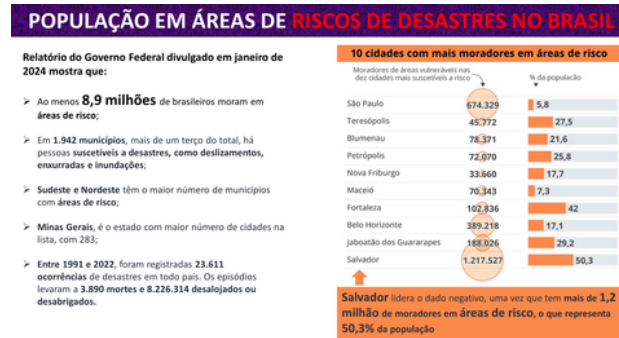 POPULAÇÃO EM ÁREAS DE RISCOS DE DESASTRES NO BRASIL
Relatório do Governo Federal divulgado em janeiro de
2024 mostra que:
➢ Ao menos 8,9 milhões de brasileiros moram em
áreas de risco;
➢ Em 1.942 municípios, mais de um terço do total, há
pessoas suscetíveis a desastres, como deslizamentos,
enxurradas e inundações;
➢ Sudeste e Nordeste têm o maior número de municípios
com áreas de risco;
➢ Minas Gerais, é o estado com maior número de cidades na
lista, com 283;
➢ Entre 1991 e 2022, foram registradas 23.611
ocorrências de desastres em todo país. Os episódios
levaram a 3.890 mortes e 8.226.314 desalojados ou
desabrigados.
10 cidades com mais moradores em áreas de risco
Moradores de áreas vulneráveis nas
dez cidades mais suscetíveis a risco
% da população
São Paulo 674.329 5,8
Teresópolis 45.772 27,5
Blumenau 78.371 21,6
Petrópolis 72.070 25,8
Nova Friburgo 33.660 17,7
Maceió 70.343 7,3
Fortaleza 102.836 42
Belo Horizonte 389.218 17,1
Jaboatão dos Guararapes 188.026 29,2
Salvador 1.217.527 50,3
Salvador lidera o dado negativo, uma vez que tem mais de 1,2
milhão de moradores em áreas de risco, o que representa
50,3% da população